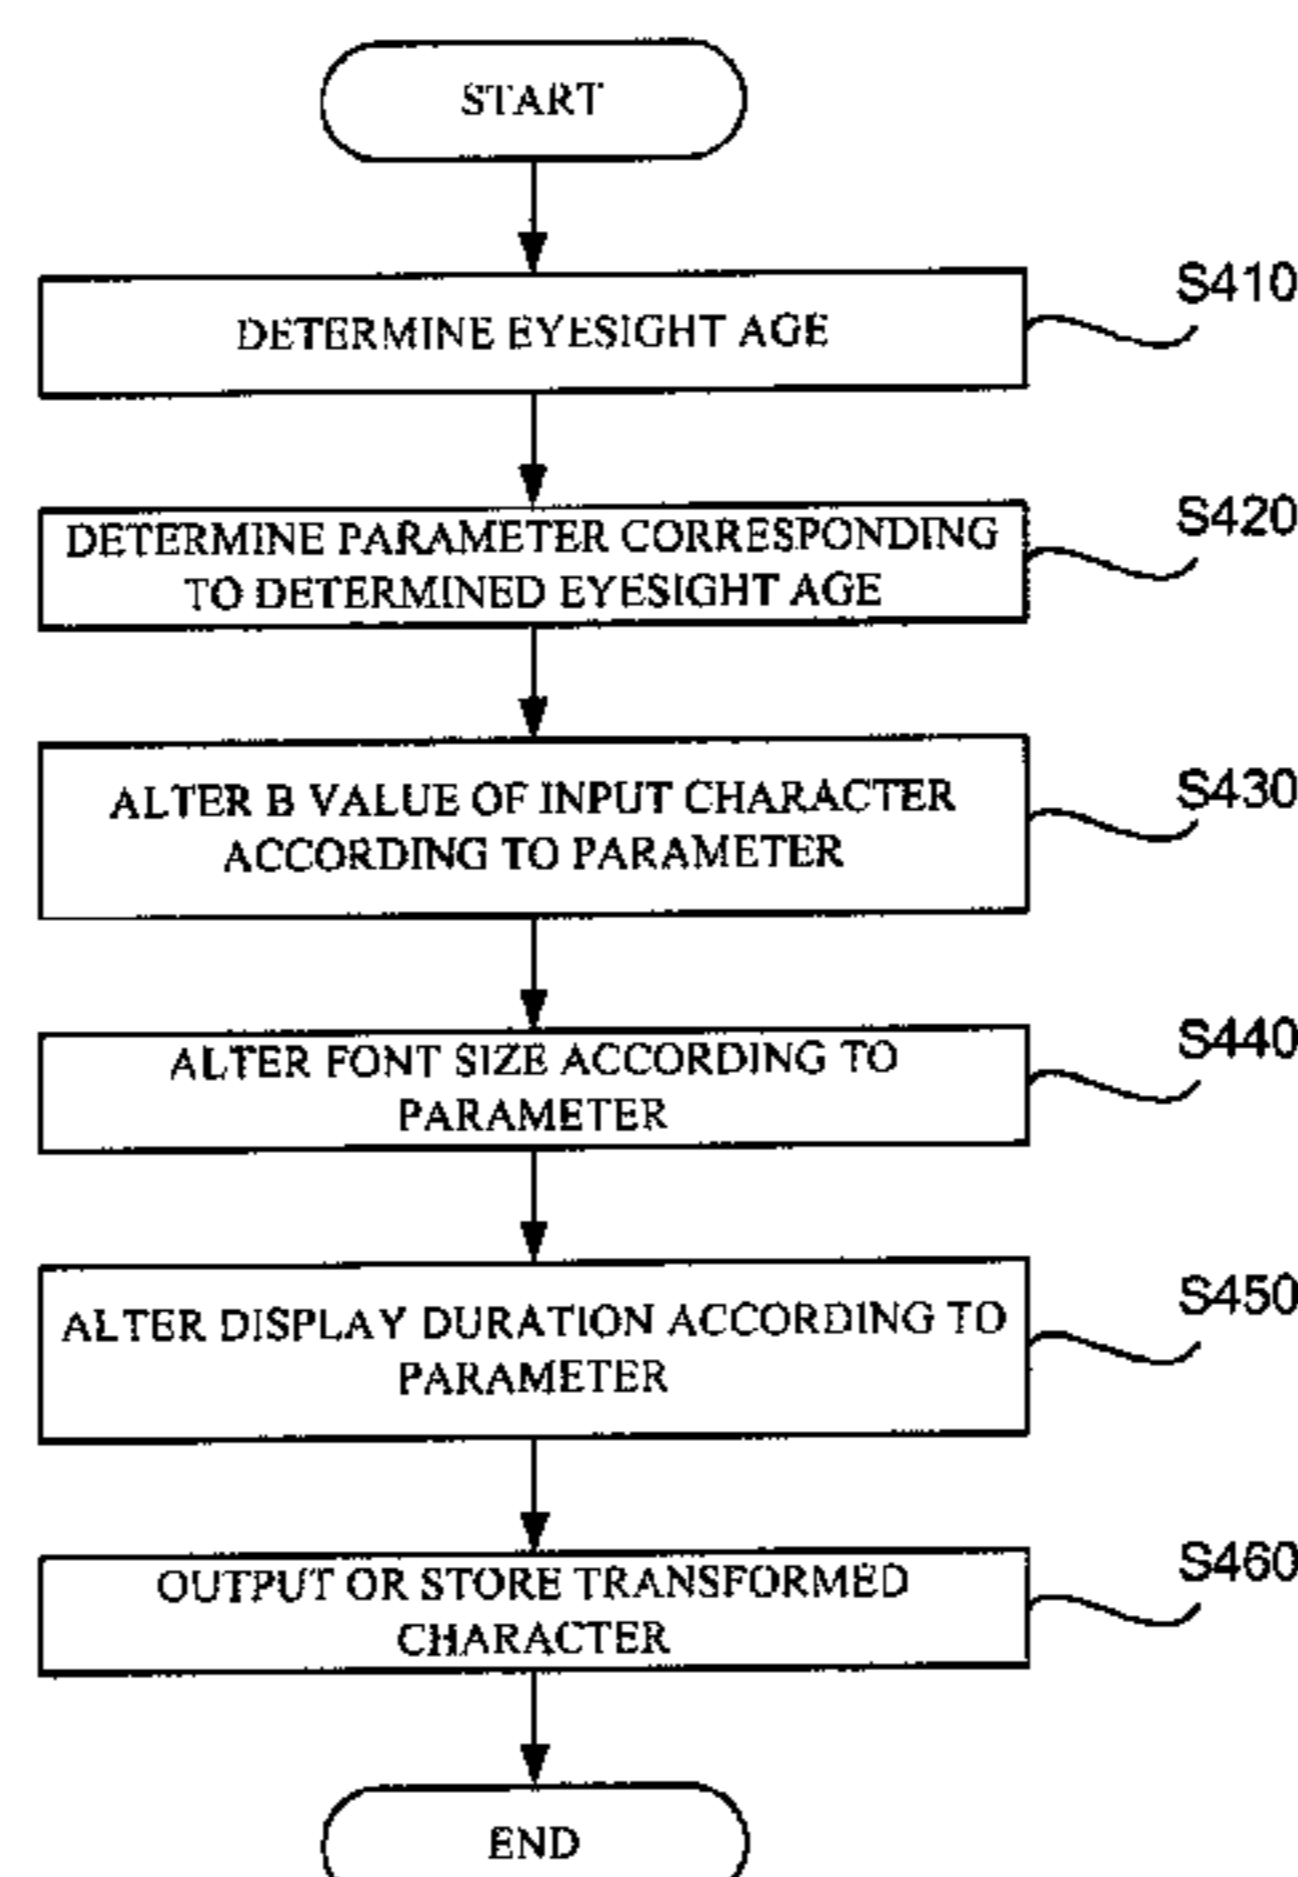 START
DETERMINE EYESIGHT AGE
S410
DETERMINE PARAMETER CORRESPONDING
TO DETERMINED EYESIGHT AGE
S420
ALTER B VALUE OF INPUT CHARACTER
ACCORDING TO PARAMETER
S430
ALTER FONT SIZE ACCORDING TO
PARAMETER
S440
ALTER DISPLAY DURATION ACCORDING TO
PARAMETER
S450
OUTPUT OR STORE TRANSFORMED
CHARACTER
S460
END